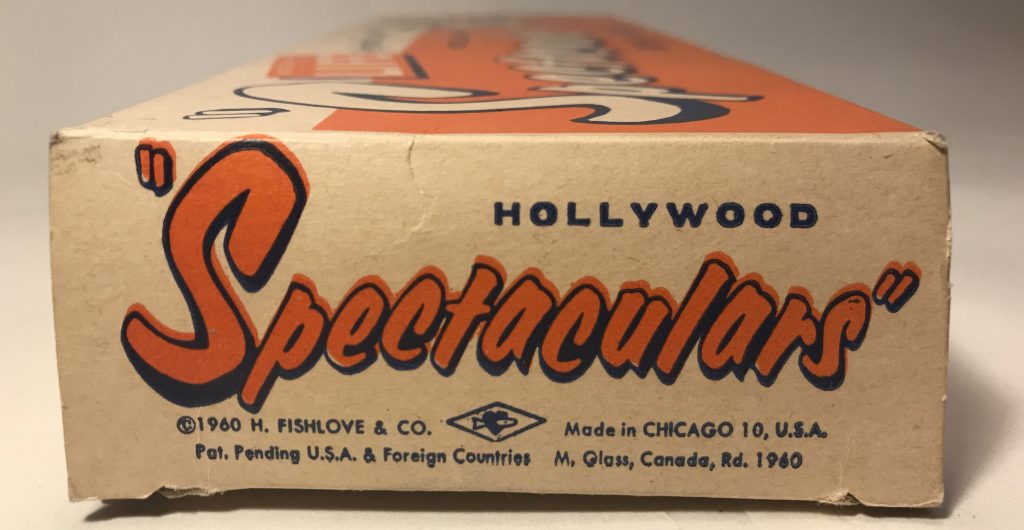 HOLLYWOOD
"Spectaculars"
©1960 H. FISHLOVE & CO. Made in CHICAGO 10, U.S.A.
Pat. Pending U.S.A. & Foreign Countries M. Glass, Canada, Rd. 1960